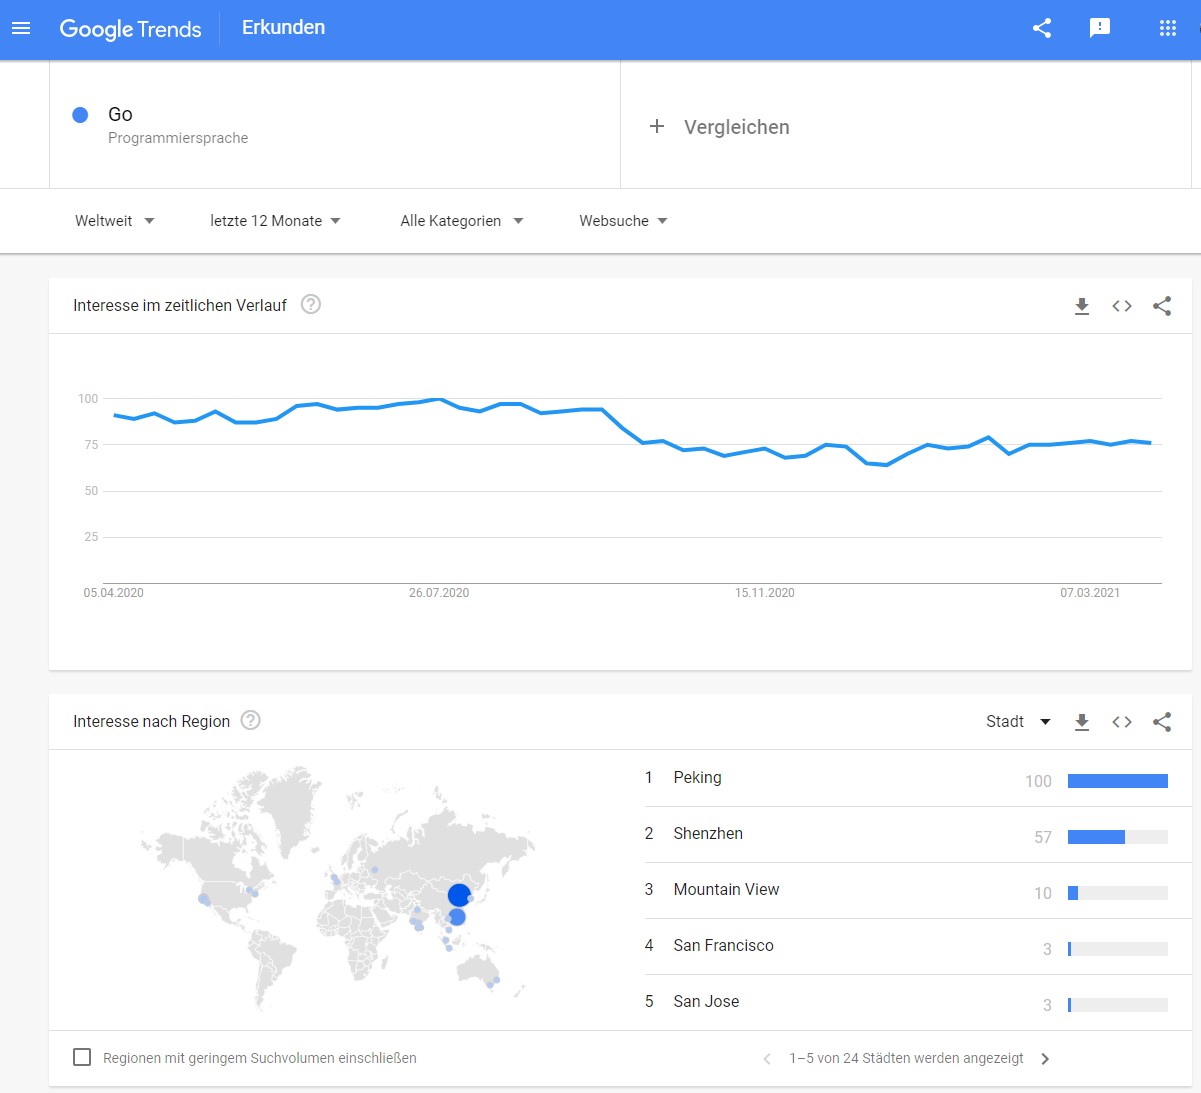 Google Trends
Erkunden
Go
Programmiersprache
Vergleichen
Weltweit
letzte 12 Monate
Alle Kategorien
Websuche
Interesse im zeitlichen Verlauf
100
75
50
25
05.04.2020
26.07.2020
15.11.2020
07.03.2021
Interesse nach Region
Stadt
1 Peking 100
2 Shenzhen 57
3 Mountain View 10
4 San Francisco 3
5 San Jose 3
Regionen mit geringem Suchvolumen einschließen
1–5 von 24 Städten werden angezeigt